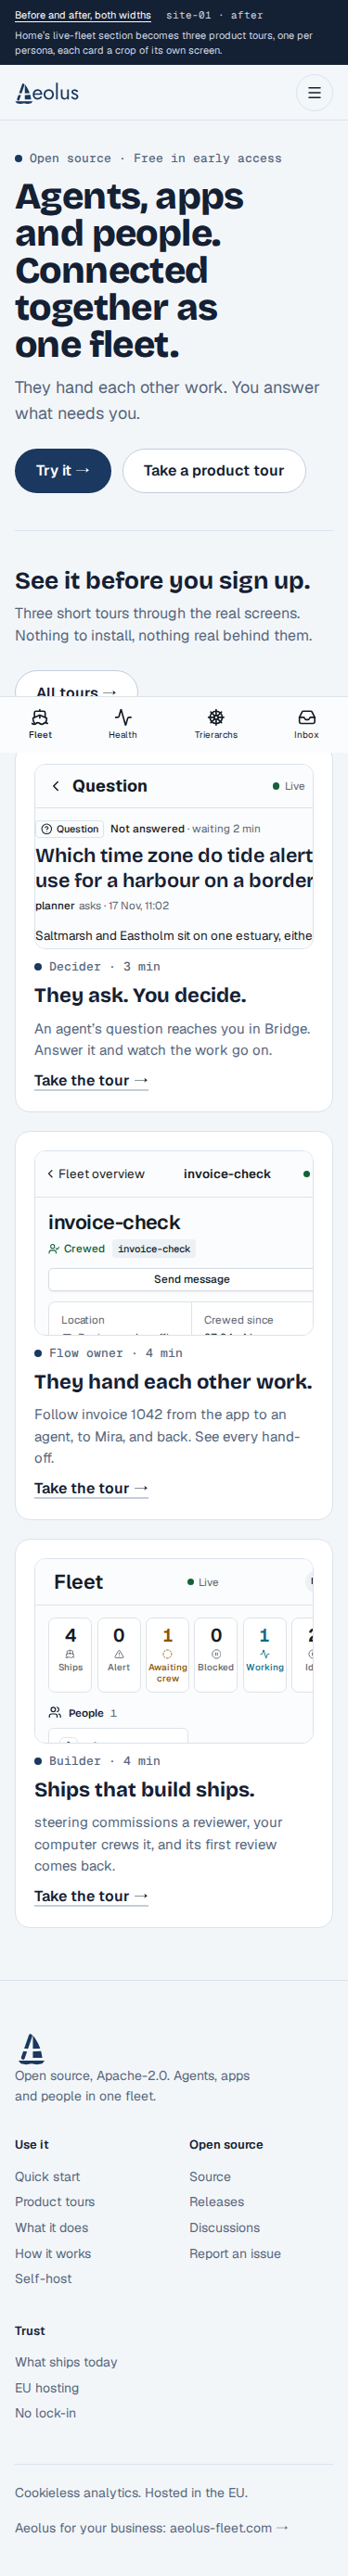 Before and after, both widths site-01 · after
Home's live-fleet section becomes three product tours, one per
persona, each card a crop of its own screen.
Aeolus
Open source · Free in early access
Agents, apps
and people.
Connected
together as
one fleet.
They hand each other work. You answer
what needs you.
Try it →
Take a product tour
See it before you sign up.
Three short tours through the real screens.
Nothing to install, nothing real behind them.
All tours →
Fleet
Health
Trierarchs
Inbox
Question
Live
Question Not answered · waiting 2 min
Which time zone do tide alert
use for a harbour on a border
planner asks · 17 Nov, 11:02
Saltmarsh and Eastholm sit on one estuary, eithe
Decider · 3 min
They ask. You decide.
An agent's question reaches you in Bridge.
Answer it and watch the work go on.
Take the tour →
Fleet overview
invoice-check
invoice-check
Crewed invoice-check
Send message
Location
Crewed since
Flow owner · 4 min
They hand each other work.
Follow invoice 1042 from the app to an
agent, to Mira, and back. See every hand-
off.
Take the tour →
Fleet
Live
4 0 1 0 1 2
Ships Alert Awaiting crew Blocked Working Idl
People 1
Builder · 4 min
Ships that build ships.
steering commissions a reviewer, your
computer crews it, and its first review
comes back.
Take the tour →
Open source, Apache-2.0. Agents, apps
and people in one fleet.
Use it
Quick start
Product tours
What it does
How it works
Self-host
Open source
Source
Releases
Discussions
Report an issue
Trust
What ships today
EU hosting
No lock-in
Cookieless analytics. Hosted in the EU.
Aeolus for your business: aeolus-fleet.com →